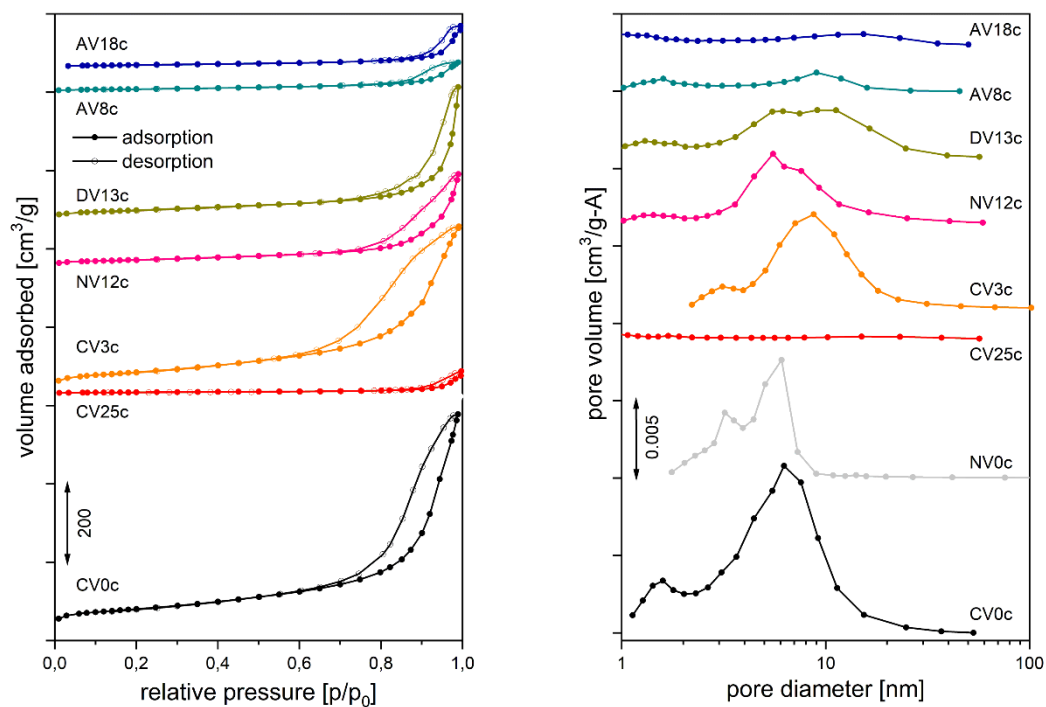 AV18c
AV8c
adsorption
desorption
DV13c
NV12c
CV3c
CV25c
200
CV0c
volume adsorbed [cm³/g]
0,0 0,2 0,4 0,6 0,8 1,0
relative pressure [p/p₀]
AV18c
AV8c
DV13c
NV12c
CV3c
CV25c
0.005
NV0c
CV0c
pore volume [cm³/g-A]
1 10 100
pore diameter [nm]